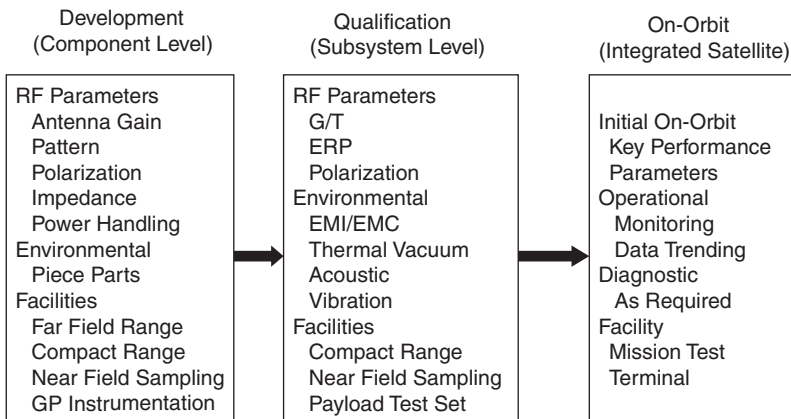 Development
(Component Level)
RF Parameters
Antenna Gain
Pattern
Polarization
Impedance
Power Handling
Environmental
Piece Parts
Facilities
Far Field Range
Compact Range
Near Field Sampling
GP Instrumentation
Qualification
(Subsystem Level)
RF Parameters
G/T
ERP
Polarization
Environmental
EMI/EMC
Thermal Vacuum
Acoustic
Vibration
Facilities
Compact Range
Near Field Sampling
Payload Test Set
On-Orbit
(Integrated Satellite)
Initial On-Orbit
Key Performance
Parameters
Operational
Monitoring
Data Trending
Diagnostic
As Required
Facility
Mission Test
Terminal